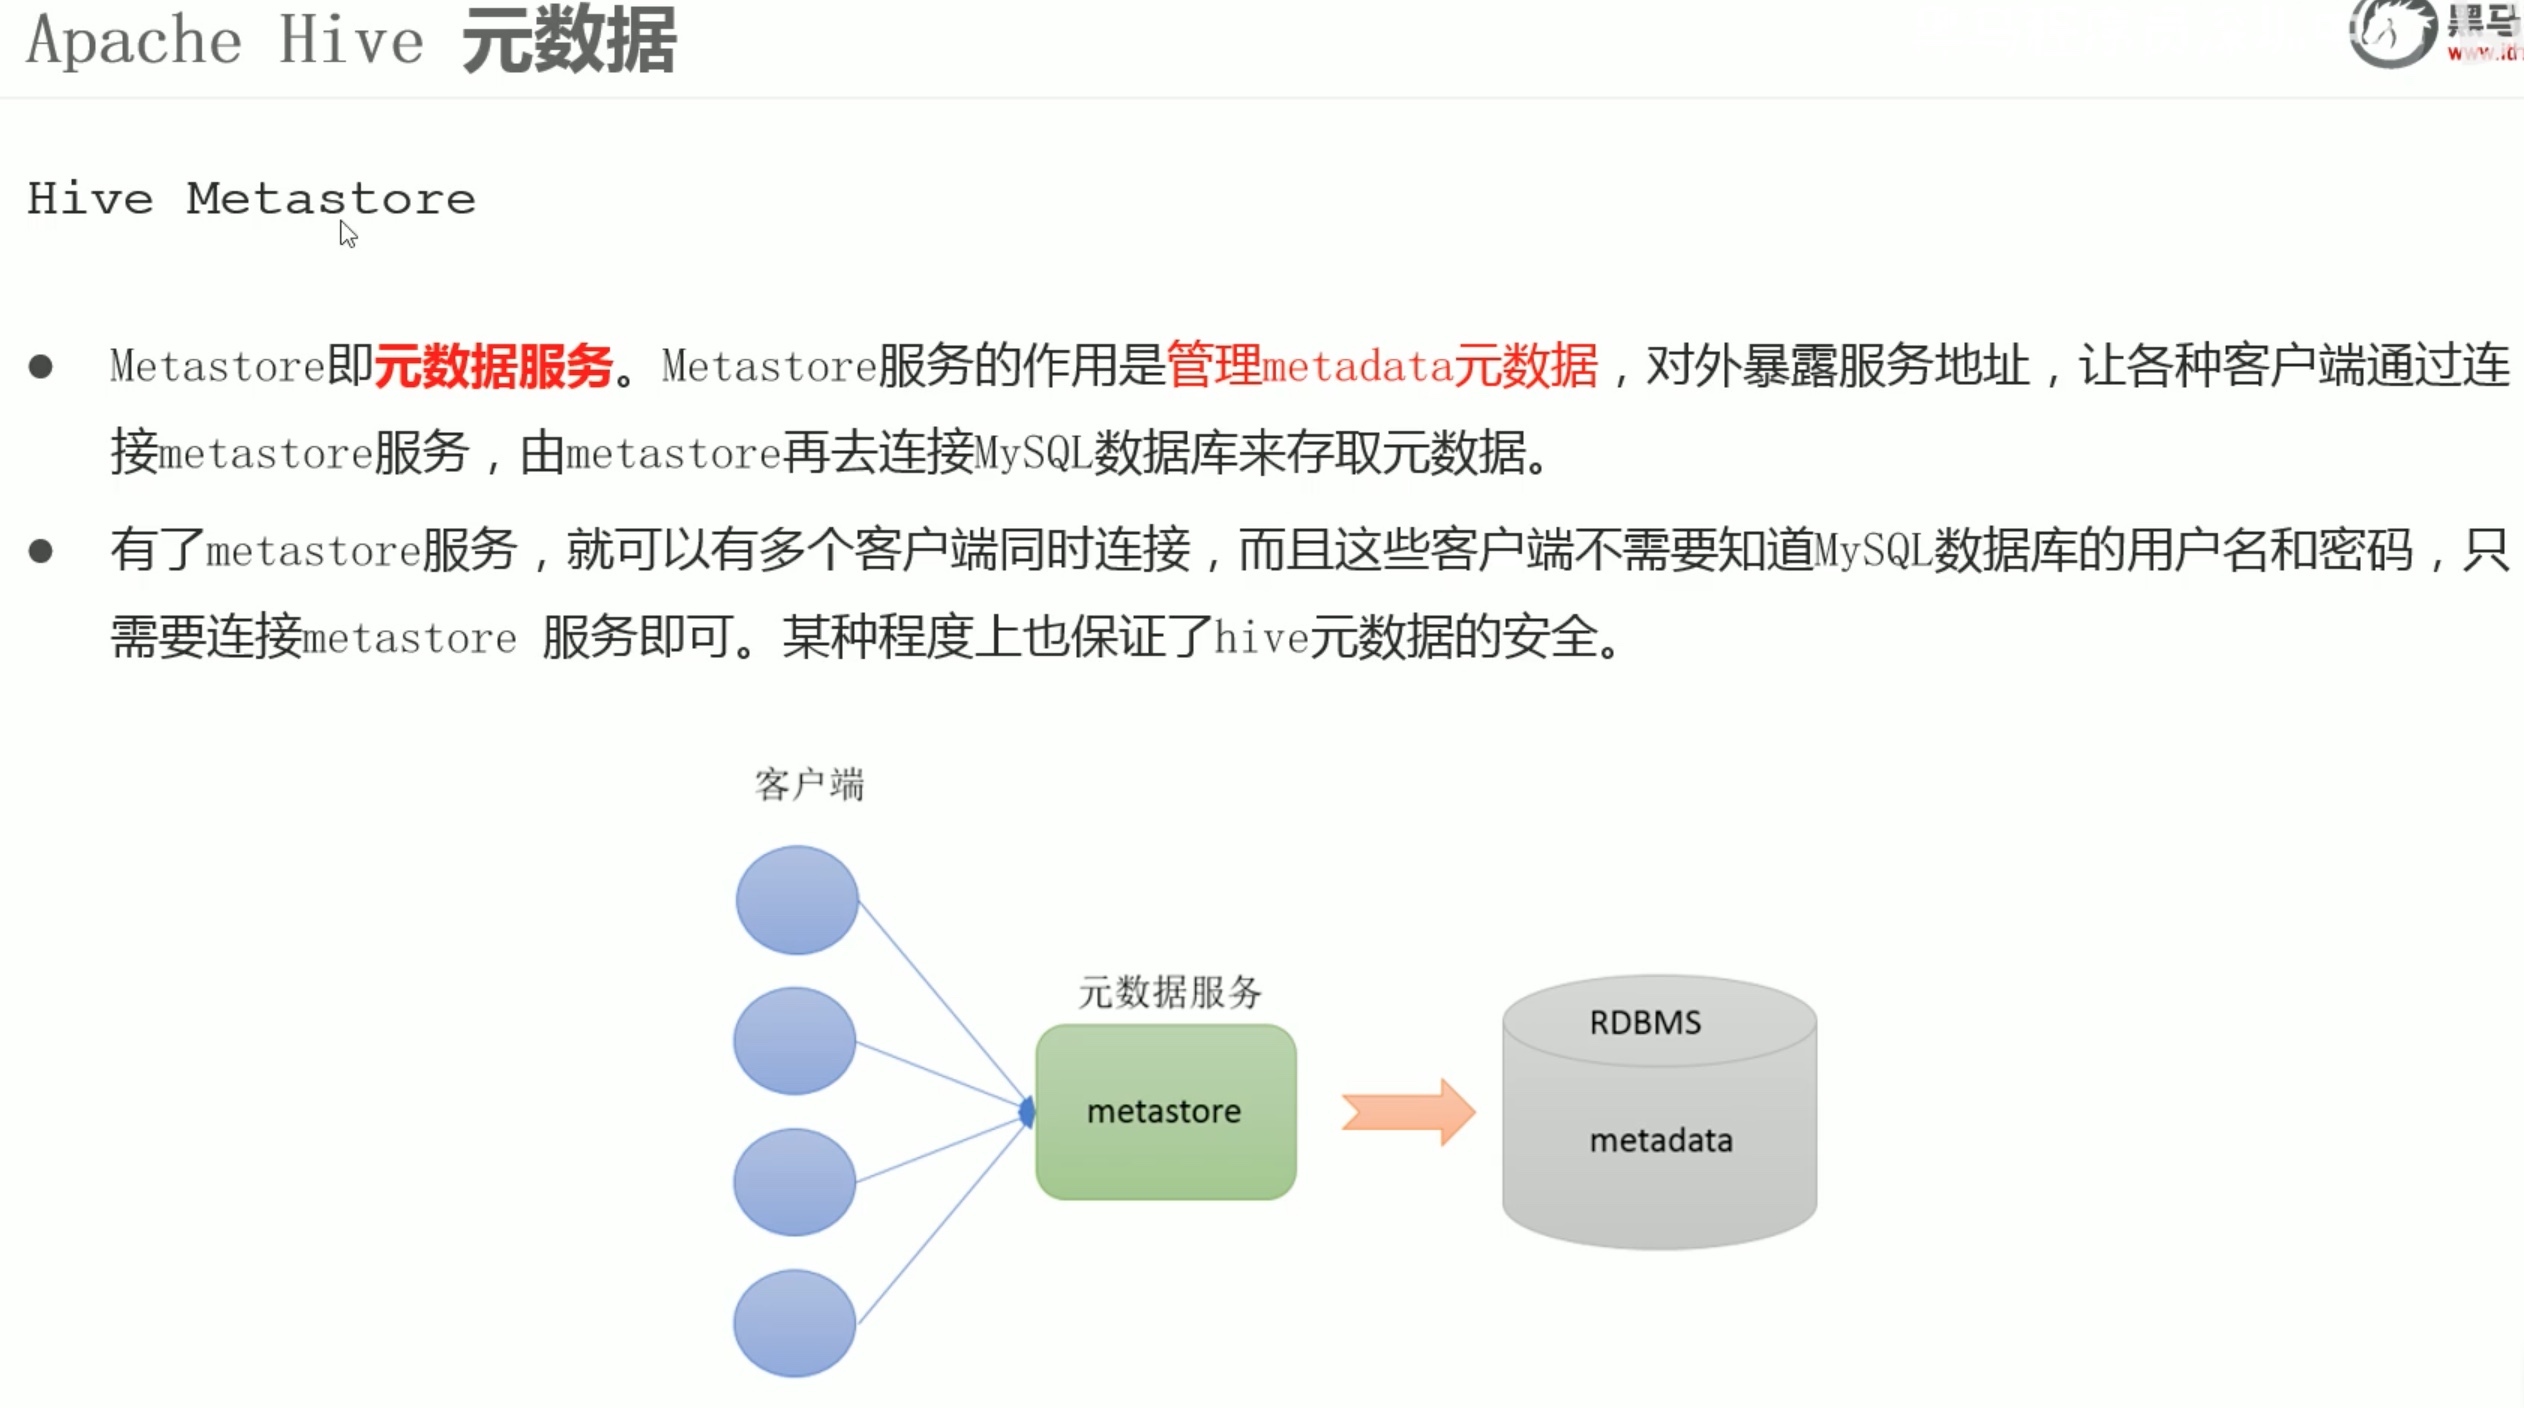 Apache Hive 元数据
黑马
www.ith
Hive Metastore
● Metastore即元数据服务。Metastore服务的作用是管理metadata元数据，对外暴露服务地址，让各种客户端通过连
接metastore服务，由metastore再去连接MySQL数据库来存取元数据。
● 有了metastore服务，就可以有多个客户端同时连接，而且这些客户端不需要知道MySQL数据库的用户名和密码，只
需要连接metastore 服务即可。某种程度上也保证了hive元数据的安全。
客户端
元数据服务
metastore
RDBMS
metadata